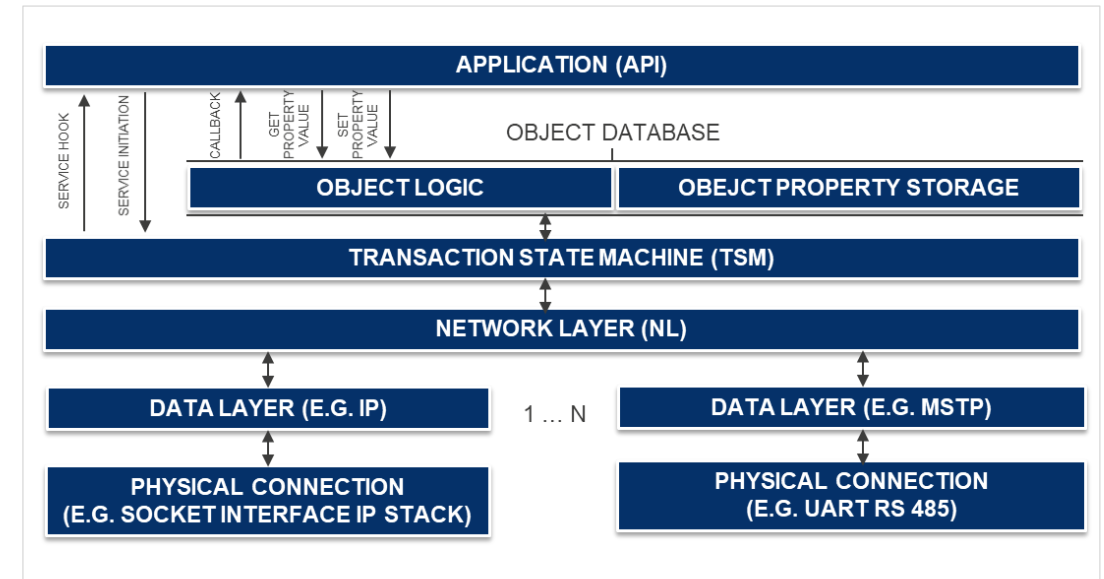 APPLICATION (API)
SERVICE HOOK
SERVICE INITIATION
CALLBACK
GET
PROPERTY
VALUE
SET
PROPERTY
VALUE
OBJECT DATABASE
OBJECT LOGIC
OBEJCT PROPERTY STORAGE
TRANSACTION STATE MACHINE (TSM)
NETWORK LAYER (NL)
DATA LAYER (E.G. IP)
1 ... N
DATA LAYER (E.G. MSTP)
PHYSICAL CONNECTION
(E.G. SOCKET INTERFACE IP STACK)
PHYSICAL CONNECTION
(E.G. UART RS 485)